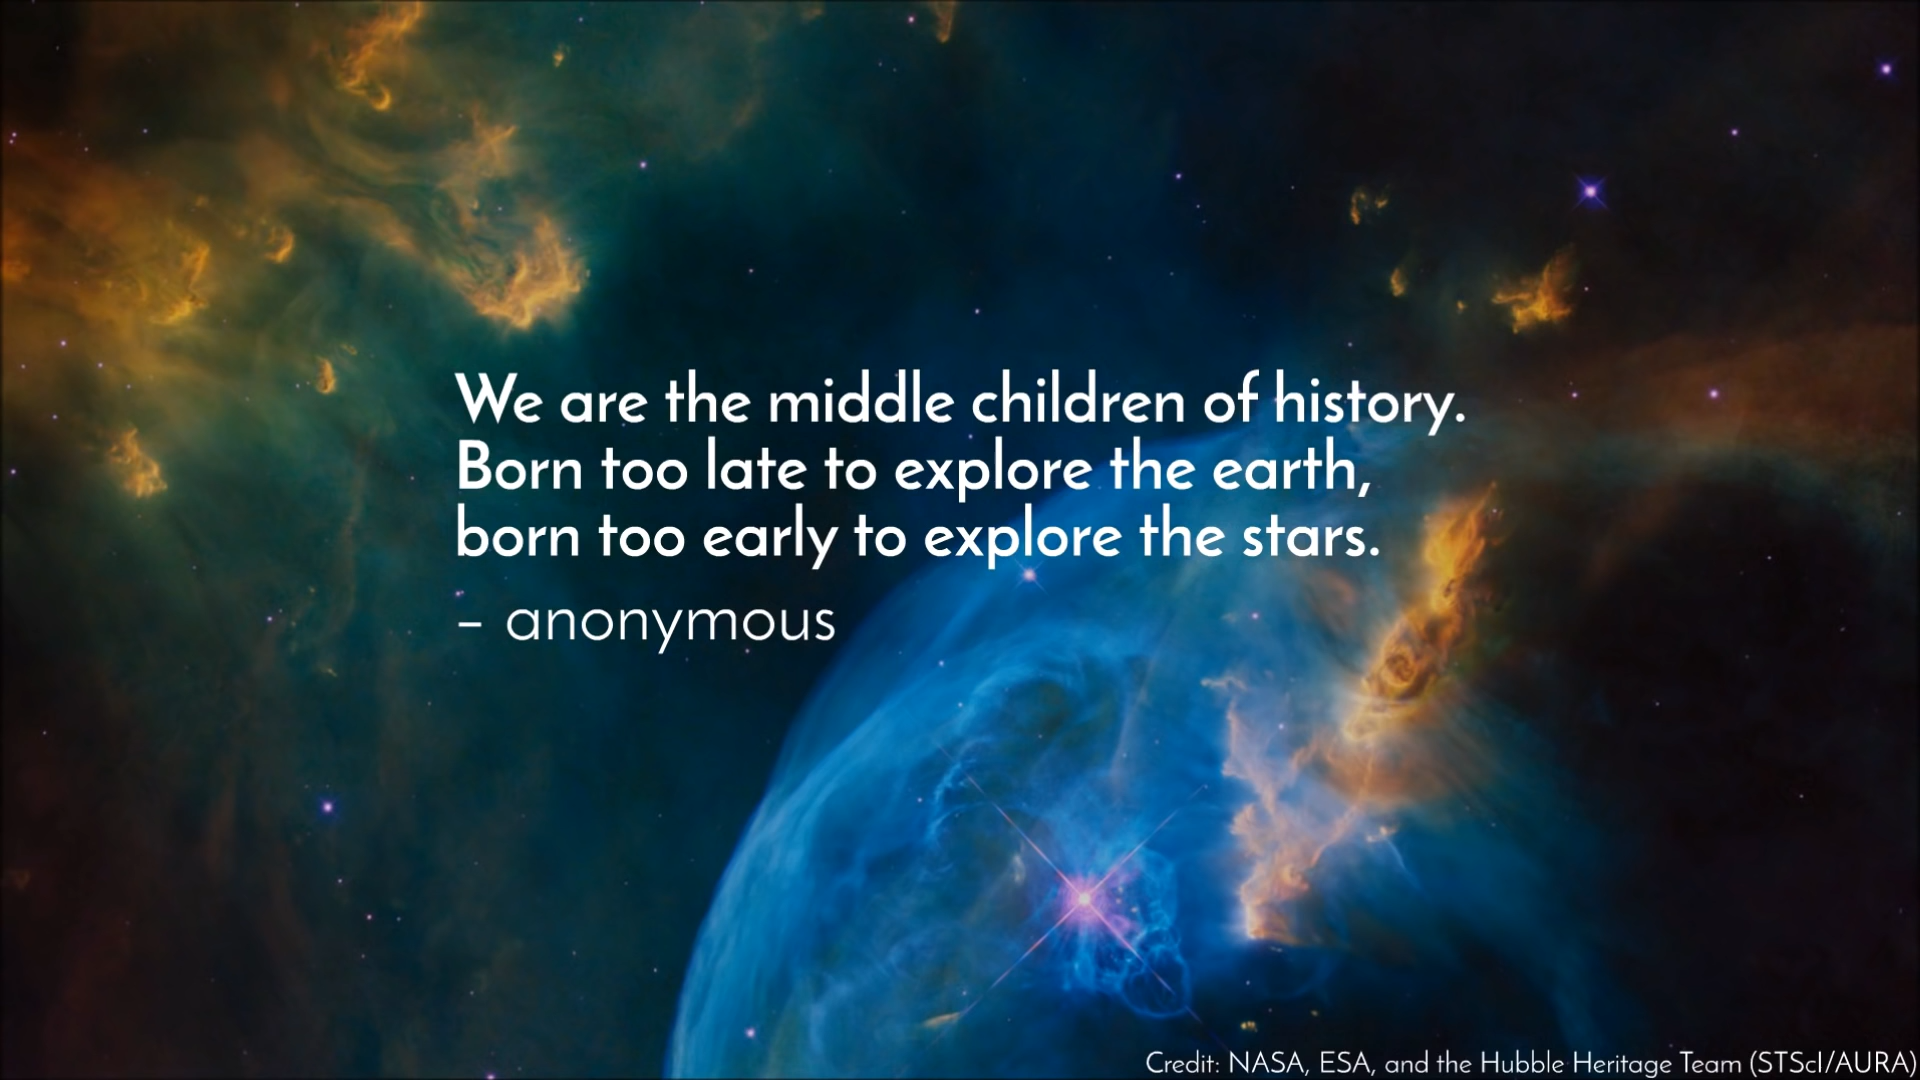 We are the middle children of history.
Born too late to explore the earth,
born too early to explore the stars.
– anonymous
Credit: NASA, ESA, and the Hubble Heritage Team (STScI/AURA)